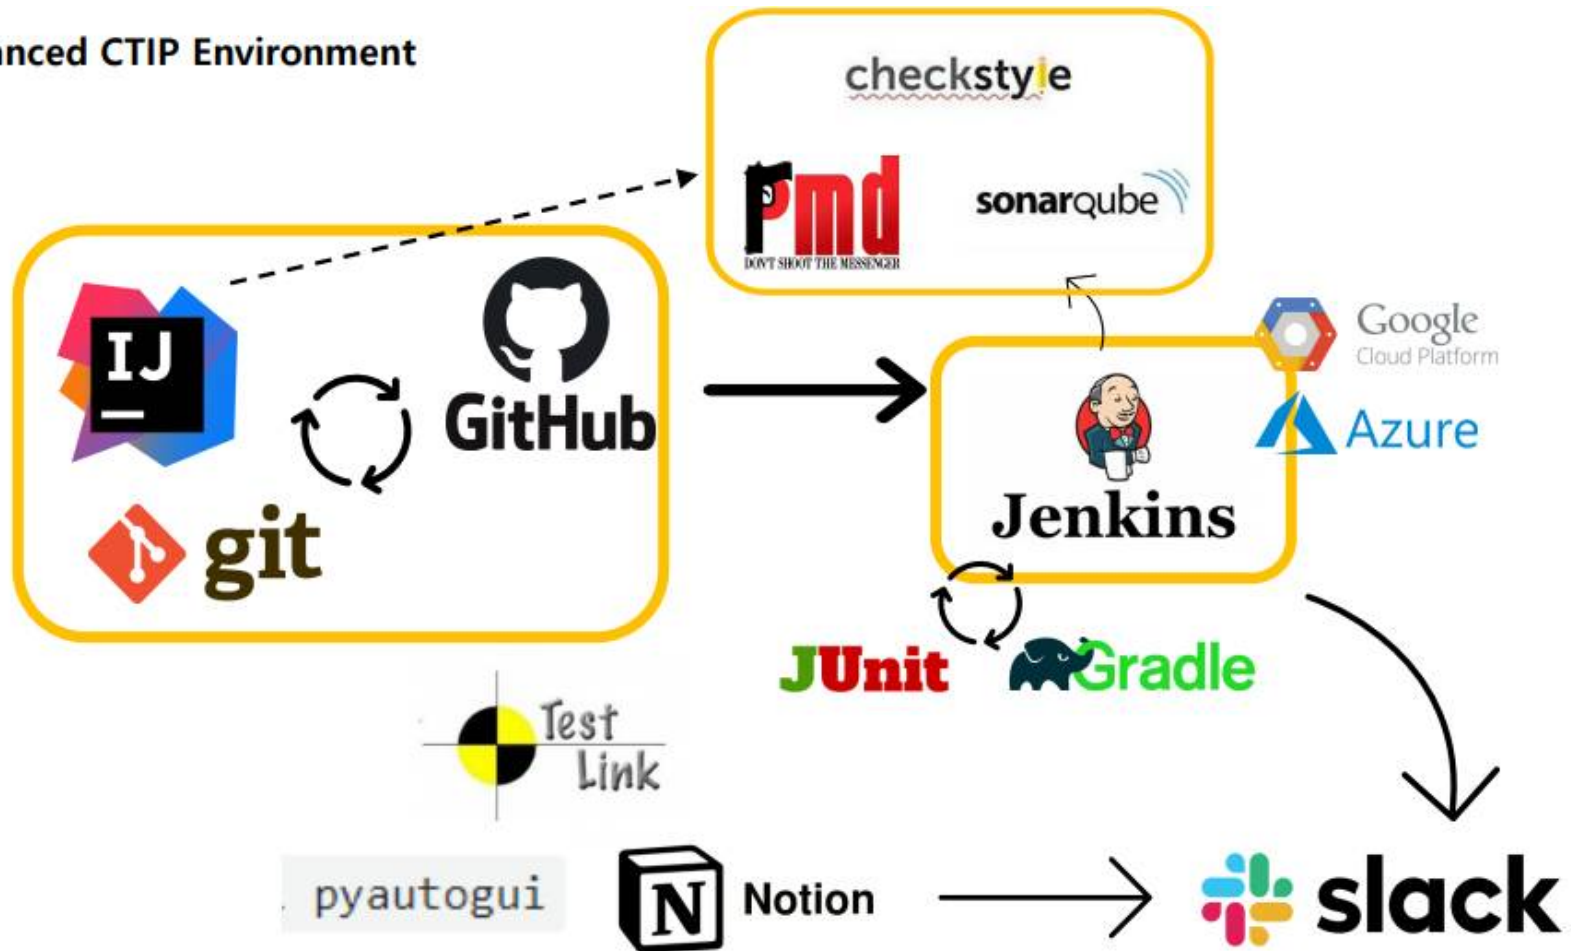 anced CTIP Environment
checkstyle
Pmd
DON'T SHOOT THE MESSENGER
sonarqube
IJ
GitHub
git
Google
Cloud Platform
Azure
Jenkins
JUnit
Gradle
Test
Link
. pyautogui
N
Notion
slack